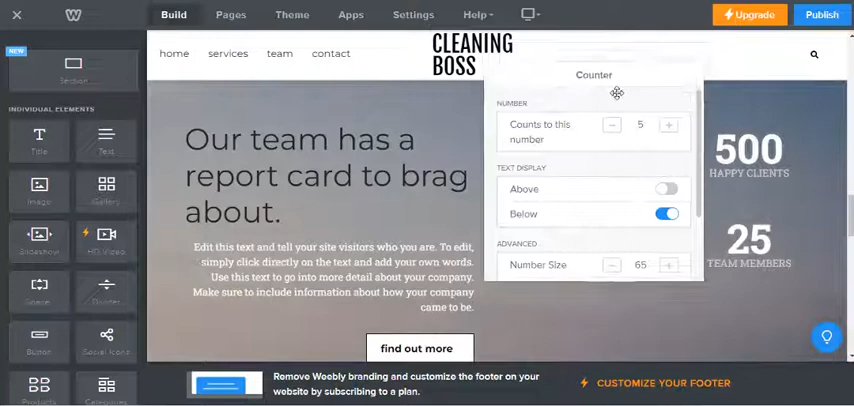 Build
Pages
Theme
Apps
Settings
Help
Upgrade
Publish
NEW
Section
INDIVIDUAL ELEMENTS
Title
Text
Image
Gallery
Slideshow
HD Video
Space
Divider
Button
Social Icons
Products
Categories
home
services
team
contact
CLEANING
BOSS
Our team has a
report card to brag
about.
Edit this text and tell your site visitors who you are. To edit,
simply click directly on the text and add your own words.
Use this text to go into more detail about your company.
Make sure to include information about how your company
came to be.
find out more
Counter
NUMBER
Counts to this
number
5
TEXT DISPLAY
Above
Below
ADVANCED
Number Size
65
500
HAPPY CLIENTS
25
TEAM MEMBERS
Remove Weebly branding and customize the footer on your
website by subscribing to a plan.
CUSTOMIZE YOUR FOOTER